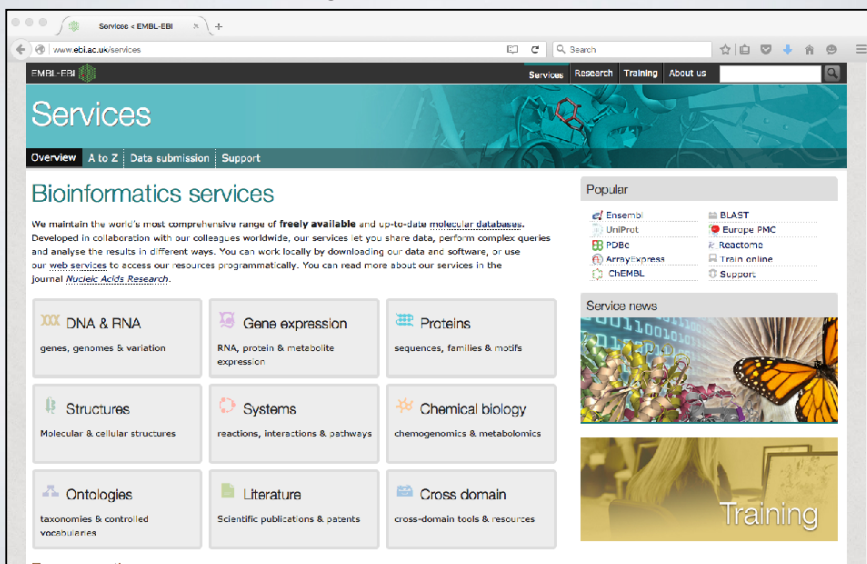 Services < EMBL-EBI × +
www.ebi.ac.uk/services
Search
EMBL-EBI
Services Research Training About us
Services
Overview A to Z Data submission Support
Bioinformatics services
We maintain the world's most comprehensive range of freely available and up-to-date molecular databases.
Developed in collaboration with our colleagues worldwide, our services let you share data, perform complex queries
and analyse the results in different ways. You can work locally by downloading our data and software, or use
our web services to access our resources programmatically. You can read more about our services in the
journal Nucleic Acids Research.
DNA & RNA
genes, genomes & variation
Gene expression
RNA, protein & metabolite
expression
Proteins
sequences, families & motifs
Structures
Molecular & cellular structures
Systems
reactions, interactions & pathways
Chemical biology
chemogenomics & metabolomics
Ontologies
taxonomies & controlled
vocabularies
Literature
Scientific publications & patents
Cross domain
cross-domain tools & resources
Popular
Ensembl BLAST
UniProt Europe PMC
PDBe Reactome
ArrayExpress Train online
ChEMBL Support
Service news
Training